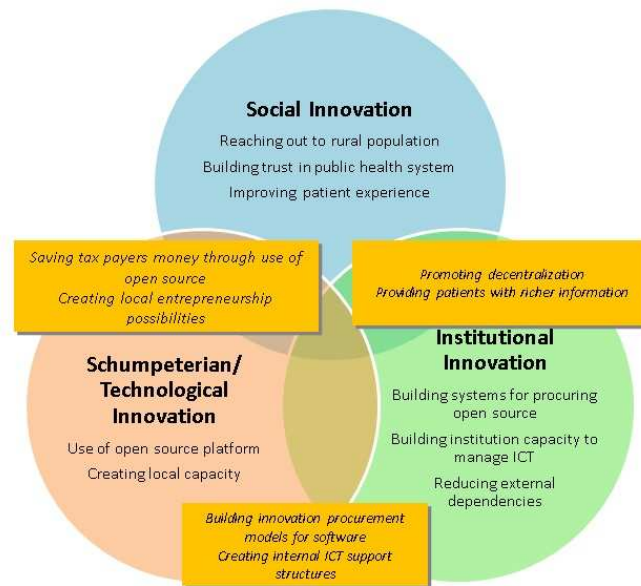 Social Innovation
Reaching out to rural population
Building trust in public health system
Improving patient experience
Saving tax payers money through use of
open source
Creating local entrepreneurship
possibilities
Promoting decentralization
Providing patients with richer information
Schumpeterian/
Technological
Innovation
Use of open source platform
Creating local capacity
Institutional
Innovation
Building systems for procuring
open source
Building institution capacity to
manage ICT
Reducing external
dependencies
Building innovation procurement
models for software
Creating internal ICT support
structures